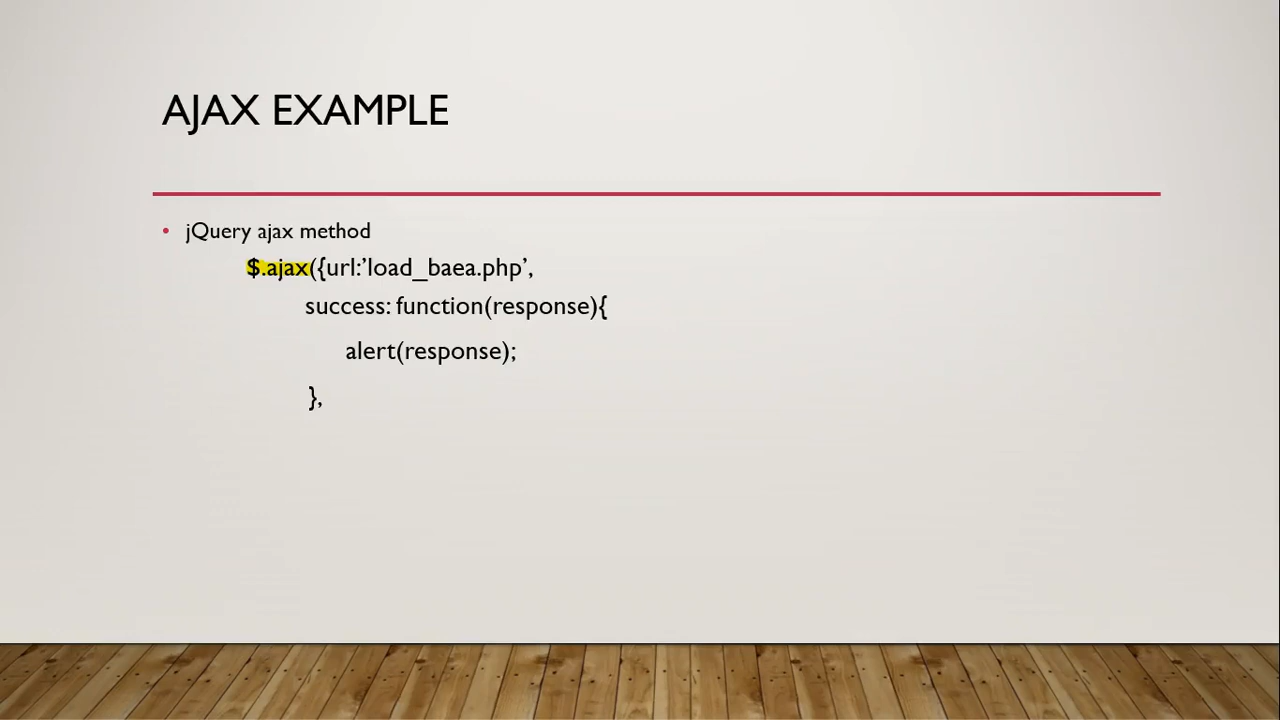 AJAX EXAMPLE
• jQuery ajax method
$.ajax({url:’load_baea.php’,
success: function(response){
alert(response);
},